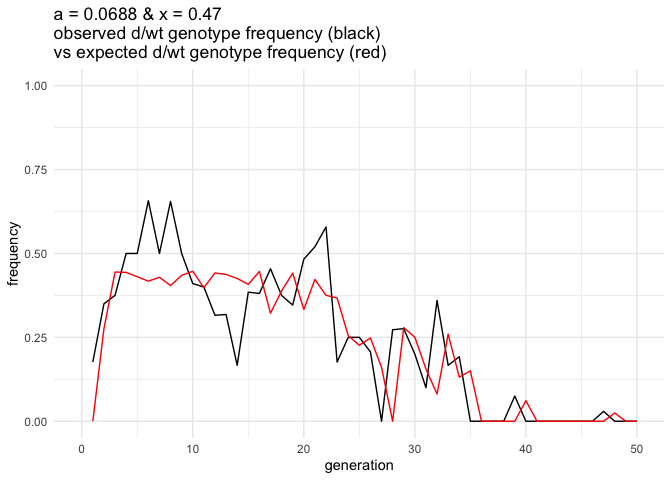 a = 0.0688 & x = 0.47
observed d/wt genotype frequency (black)
vs expected d/wt genotype frequency (red)
1.00
0.75
0.50
0.25
0.00
frequency
0 10 20 30 40 50
generation